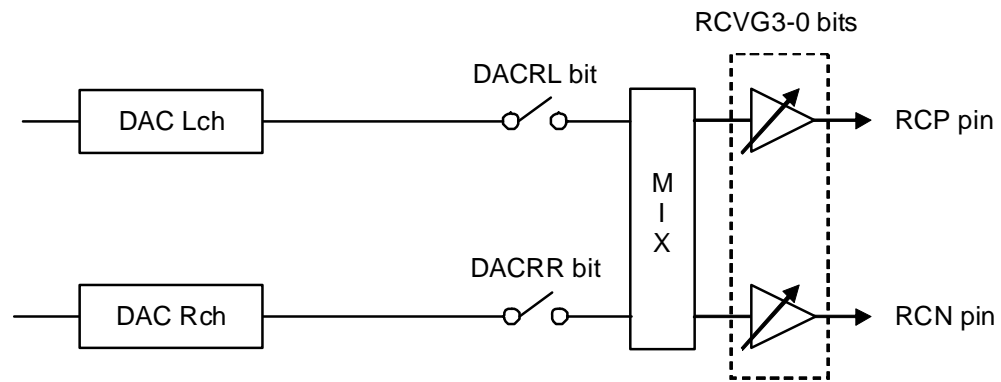 RCVG3-0 bits
DACRL bit
DAC Lch
RCP pin
M
I
X
DACRR bit
DAC Rch
RCN pin